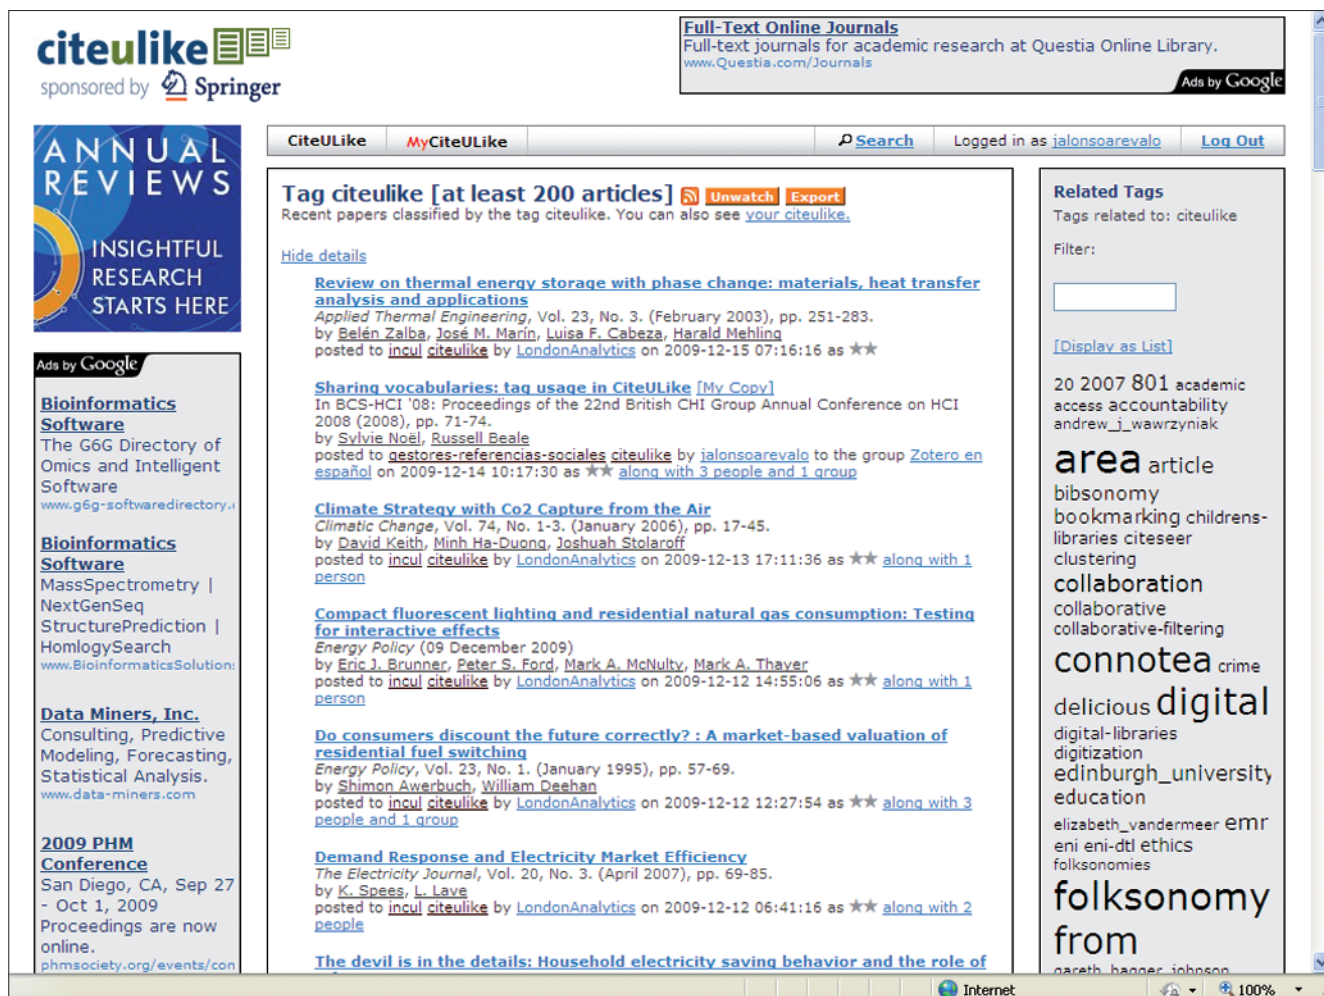 citeulike
sponsored by Springer
Full-Text Online Journals
Full-text journals for academic research at Questia Online Library.
www.Questia.com/Journals
Ads by Google
ANNUAL
REVIEWS
INSIGHTFUL
RESEARCH
STARTS HERE
Ads by Google
Bioinformatics
Software
The G6G Directory of
Omics and Intelligent
Software
www.g6g-softwaredirectory.
Bioinformatics
Software
MassSpectrometry |
NextGenSeq
StructurePrediction |
HomlogySearch
www.BioinformaticsSolution
Data Miners, Inc.
Consulting, Predictive
Modeling, Forecasting,
Statistical Analysis.
www.data-miners.com
2009 PHM
Conference
San Diego, CA, Sep 27
- Oct 1, 2009
Proceedings are now
online.
phmsociety.org/events/con
CiteULike MyCiteULike Search Logged in as jalonsoarevalo Log Out
Tag citeulike [at least 200 articles] Unwatch Export
Recent papers classified by the tag citeulike. You can also see your citeulike.
Hide details
Review on thermal energy storage with phase change: materials, heat transfer
analysis and applications
Applied Thermal Engineering, Vol. 23, No. 3. (February 2003), pp. 251-283.
by Belén Zalba, José M. Marín, Luisa F. Cabeza, Harald Mehling
posted to incul citeulike by LondonAnalytics on 2009-12-15 07:16:16 as ★★
Sharing vocabularies: tag usage in CiteULike [My Copy]
In BCS-HCI '08: Proceedings of the 22nd British CHI Group Annual Conference on HCI
2008 (2008), pp. 71-74.
by Sylvie Noël, Russell Beale
posted to gestores-referencias-sociales citeulike by jalonsoarevalo to the group Zotero en
español on 2009-12-14 10:17:30 as ★★ along with 3 people and 1 group
Climate Strategy with Co2 Capture from the Air
Climatic Change, Vol. 74, No. 1-3. (January 2006), pp. 17-45.
by David Keith, Minh Ha-Duong, Joshuah Stolaroff
posted to incul citeulike by LondonAnalytics on 2009-12-13 17:11:36 as ★★ along with 1
person
Compact fluorescent lighting and residential natural gas consumption: Testing
for interactive effects
Energy Policy (09 December 2009)
by Eric J. Brunner, Peter S. Ford, Mark A. McNulty, Mark A. Thayer
posted to incul citeulike by LondonAnalytics on 2009-12-12 14:55:06 as ★★ along with 1
person
Do consumers discount the future correctly? : A market-based valuation of
residential fuel switching
Energy Policy, Vol. 23, No. 1. (January 1995), pp. 57-69.
by Shimon Awerbuch, William Deehan
posted to incul citeulike by LondonAnalytics on 2009-12-12 12:27:54 as ★★ along with 3
people and 1 group
Demand Response and Electricity Market Efficiency
The Electricity Journal, Vol. 20, No. 3. (April 2007), pp. 69-85.
by K. Spees, L. Lave
posted to incul citeulike by LondonAnalytics on 2009-12-12 06:41:16 as ★★ along with 2
people
The devil is in the details: Household electricity saving behavior and the role of
Related Tags
Tags related to: citeulike
Filter:
[Display as List]
20 2007 801 academic
access accountability
andrew_j_wawrzyniak
area article
bibsonomy
bookmarking childrens-
libraries citeseer
clustering
collaboration
collaborative
collaborative-filtering
connotea crime
delicious digital
digital-libraries
digitization
edinburgh_university
education
elizabeth_vandermeer emr
eni eni-dtl ethics
folksonomies
folksonomy
from
gareth_hagger_johnson
Internet 100%